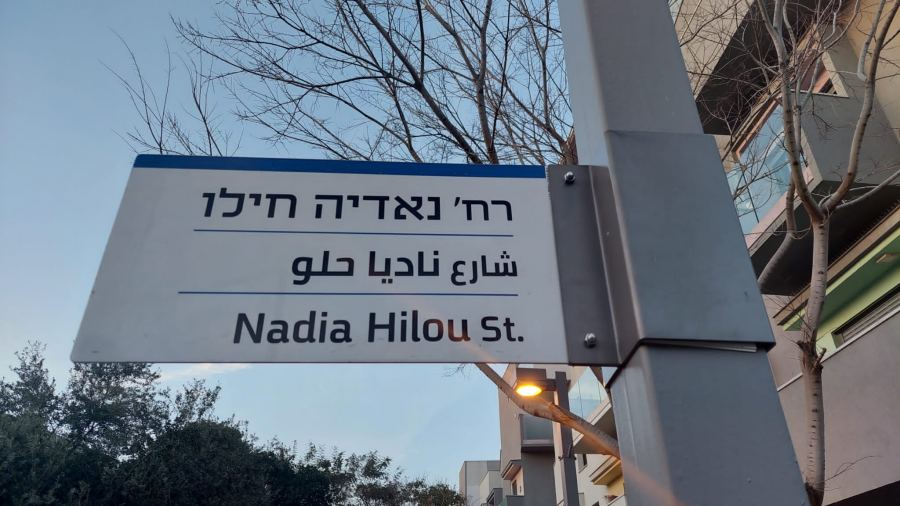 רח' נאדיה חילו
شارع ناديا حلو
Nadia Hilou St.